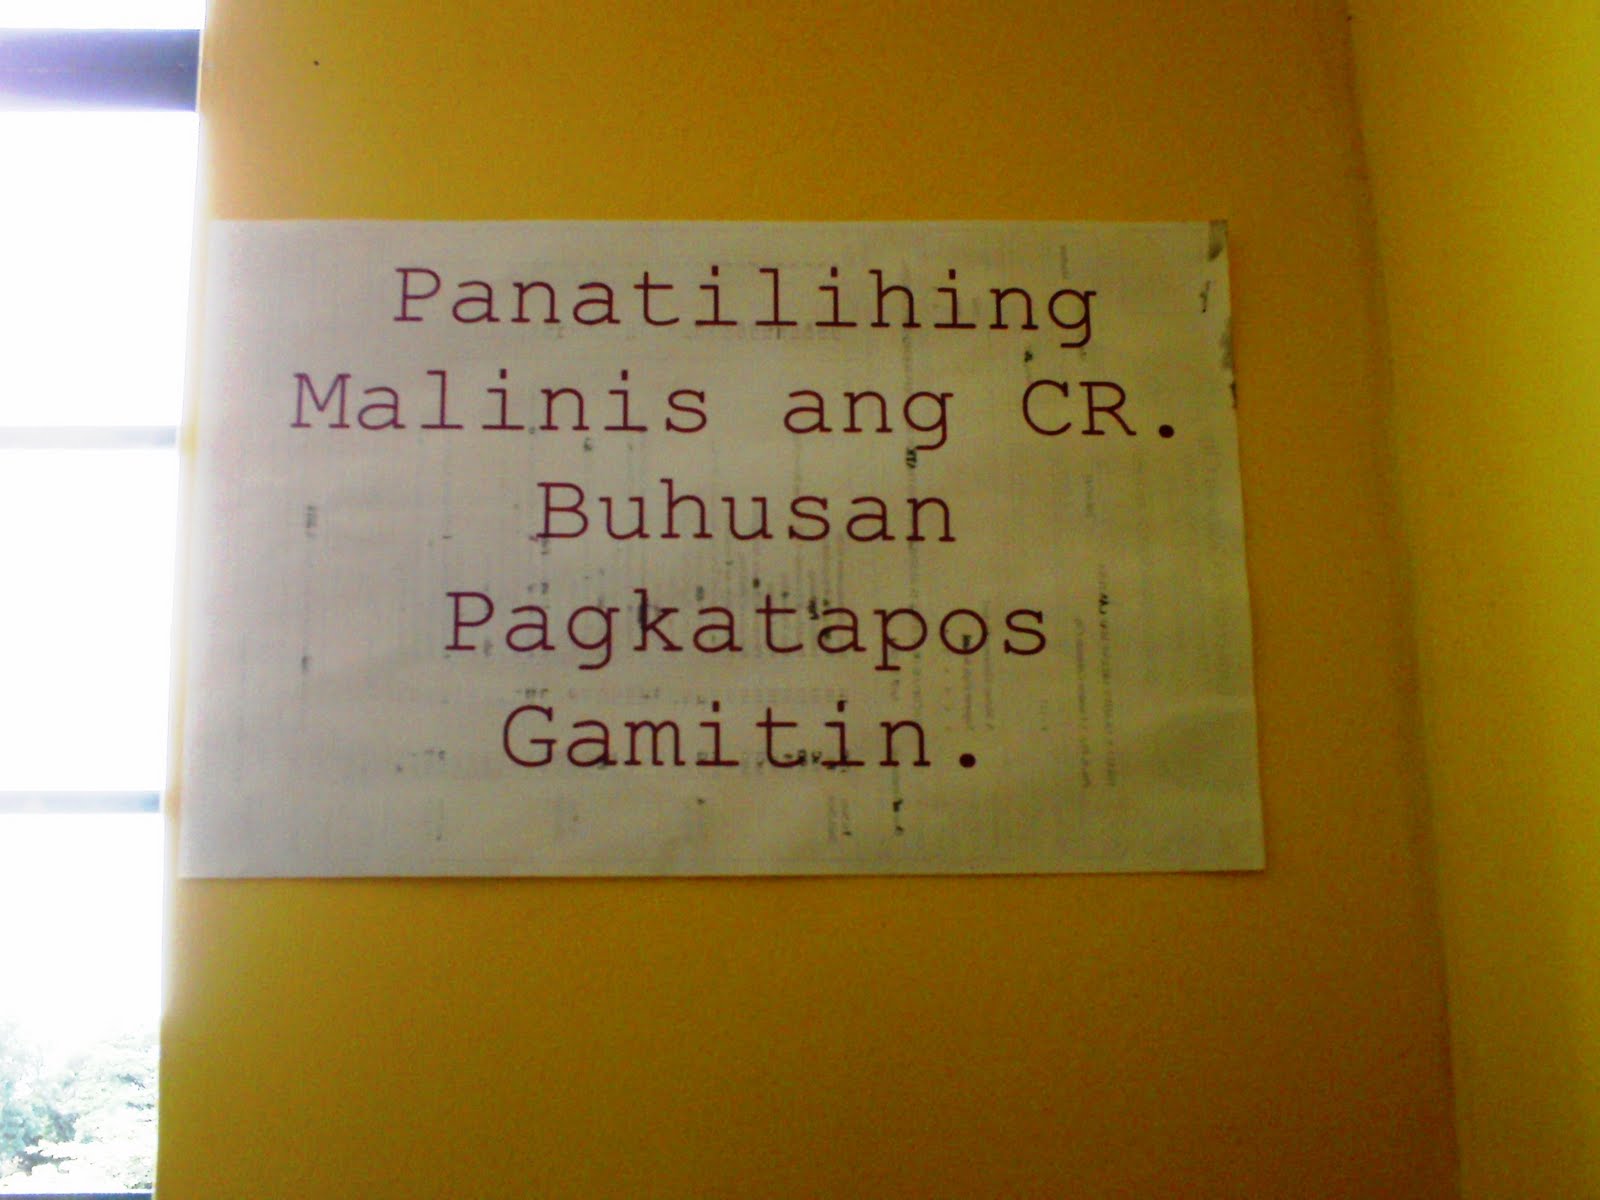 Panatilihing
Malinis ang CR.
Buhusan
Pagkatapos
Gamitin.